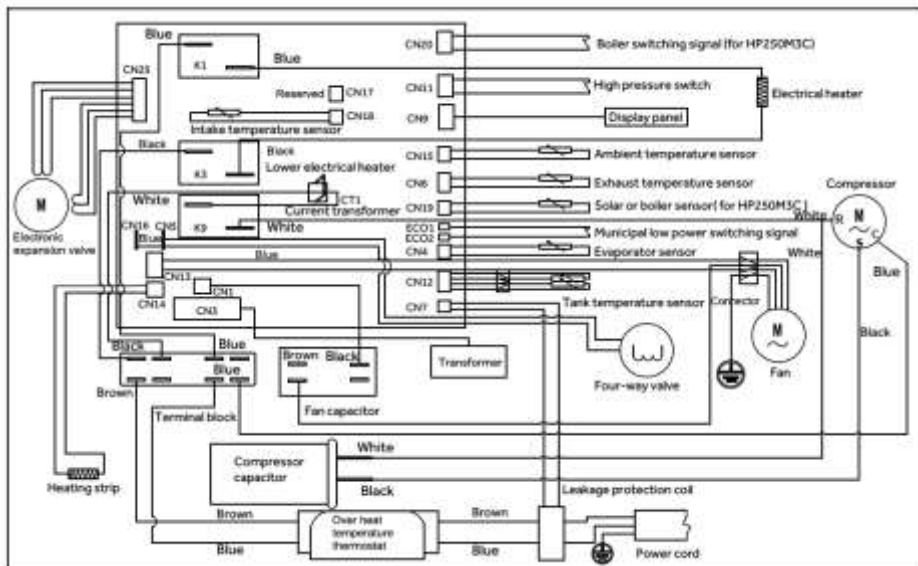 Blue
K1
Blue
CN25
Reserved
CN17
CN18
Intake temperature sensor
Black
K3
Black
Lower electrical heater
White
CT1
Current transformer
K9
White
CN16
CN5
Blue
Blue
M
Electronic
expansion valve
CN13
CN1
CN14
CN3
CN20
Boiler switching signal (for HP250M3C)
CN11
High pressure switch
CN9
Display panel
Electrical heater
CN15
Ambient temperature sensor
CN6
Exhaust temperature sensor
CN19
Solar or boiler sensor( for HP250M3C )
ECO1
ECO2
Municipal low power switching signal
CN4
Evaporator sensor
CN12
Tank temperature sensor
CN7
Compressor
White
R
M
S
C
White
Blue
Black
Connector
M
Fan
Black
Blue
Blue
Brown
Terminal block
Brown
Black
Fan capacitor
Transformer
Four-way valve
Heating strip
Compressor
capacitor
White
Black
Leakage protection coil
Brown
Blue
Over heat
temperature
thermostat
Brown
Blue
Power cord